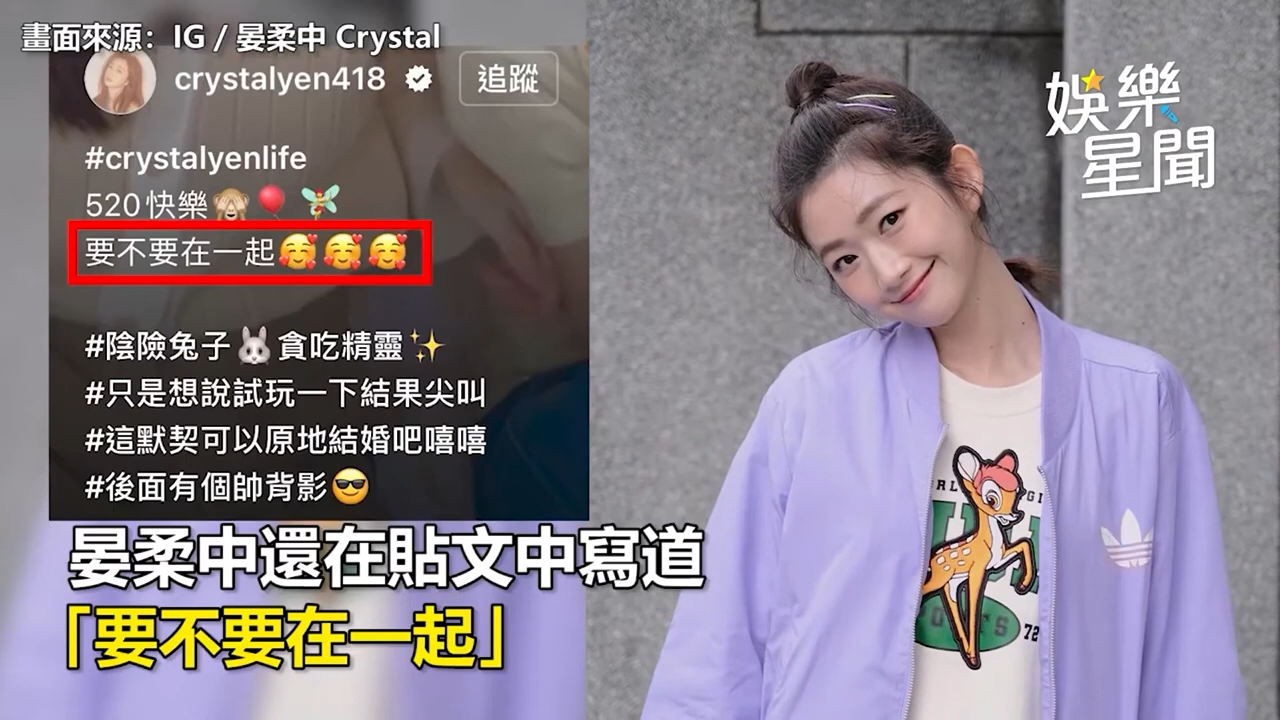 畫面來源：IG / 晏柔中 Crystal
crystalyen418
追蹤
#crystalyenlife
520快樂🙈🎈🧚
要不要在一起🥰🥰🥰
#陰險兔子🐰貪吃精靈✨
#只是想說試玩一下結果尖叫
#這默契可以原地結婚吧嘻嘻
#後面有個帥背影😎
晏柔中還在貼文中寫道
「要不要在一起」
娛樂
星聞